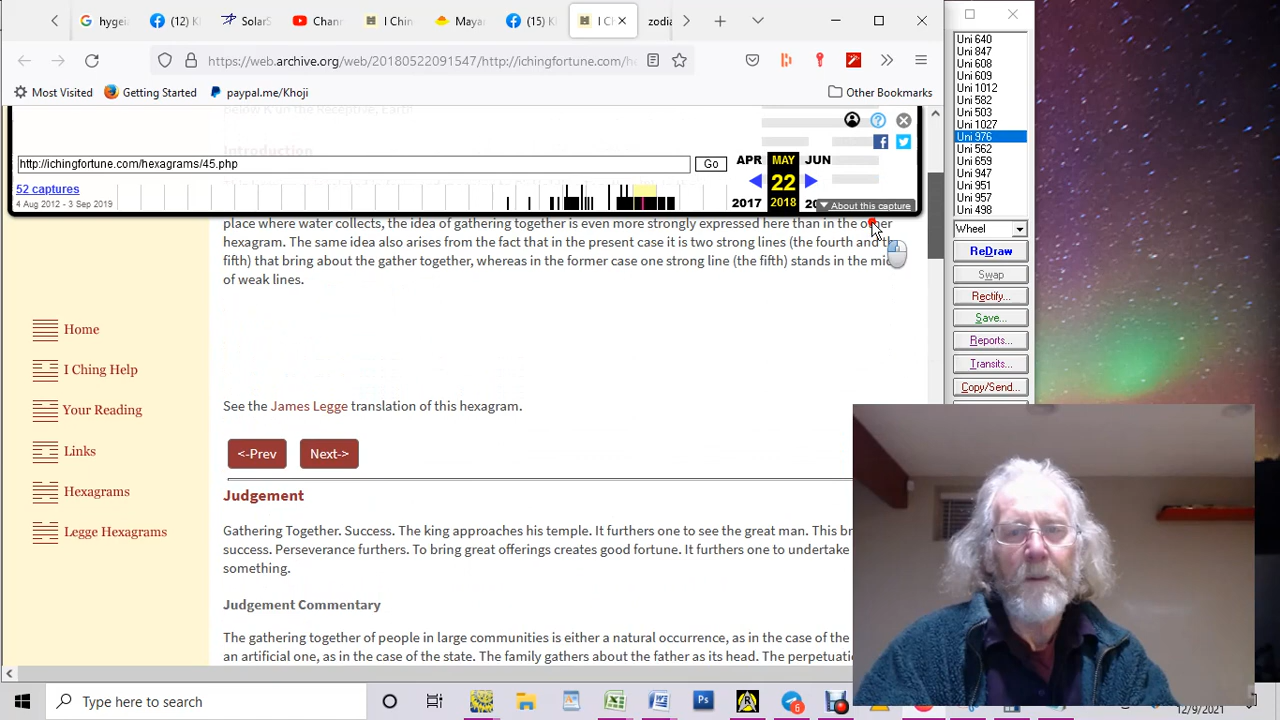 hygei
SolarS
Chann
I Chin
Maya
(15) K
I C
zodia
https://web.archive.org/web/20180522091547/http://ichingfortune.com/he
Most Visited
Getting Started
paypal.me/Khoji
Other Bookmarks
Introduction
http://ichingfortune.com/hexagrams/45.php
Go
APR MAY JUN
22
52 captures
4 Aug 2012 - 3 Sep 2019
2017 2018
About this capture
place where water collects, the idea of gathering together is even more strongly expressed here than in the other
hexagram. The same idea also arises from the fact that in the present case it is two strong lines (the fourth and
fifth) that bring about the gather together, whereas in the former case one strong line (the fifth) stands in the
of weak lines.
Home
I Ching Help
Your Reading
Links
Hexagrams
Legge Hexagrams
See the James Legge translation of this hexagram.
<-Prev
Next->
Judgement
Gathering Together. Success. The king approaches his temple. It furthers one to see the great man. This br
success. Perseverance furthers. To bring great offerings creates good fortune. It furthers one to undertake
something.
Judgement Commentary
The gathering together of people in large communities is either a natural occurrence, as in the case of the
an artificial one, as in the case of the state. The family gathers about the father as its head. The perpetuatio
Uni 640
Uni 847
Uni 608
Uni 609
Uni 1012
Uni 582
Uni 503
Uni 1027
Uni 976
Uni 562
Uni 659
Uni 947
Uni 951
Uni 957
Uni 498
Wheel
ReDraw
Swap
Rectify...
Save...
Reports...
Transits...
Copy/Send...
Type here to search
6
12/9/2021